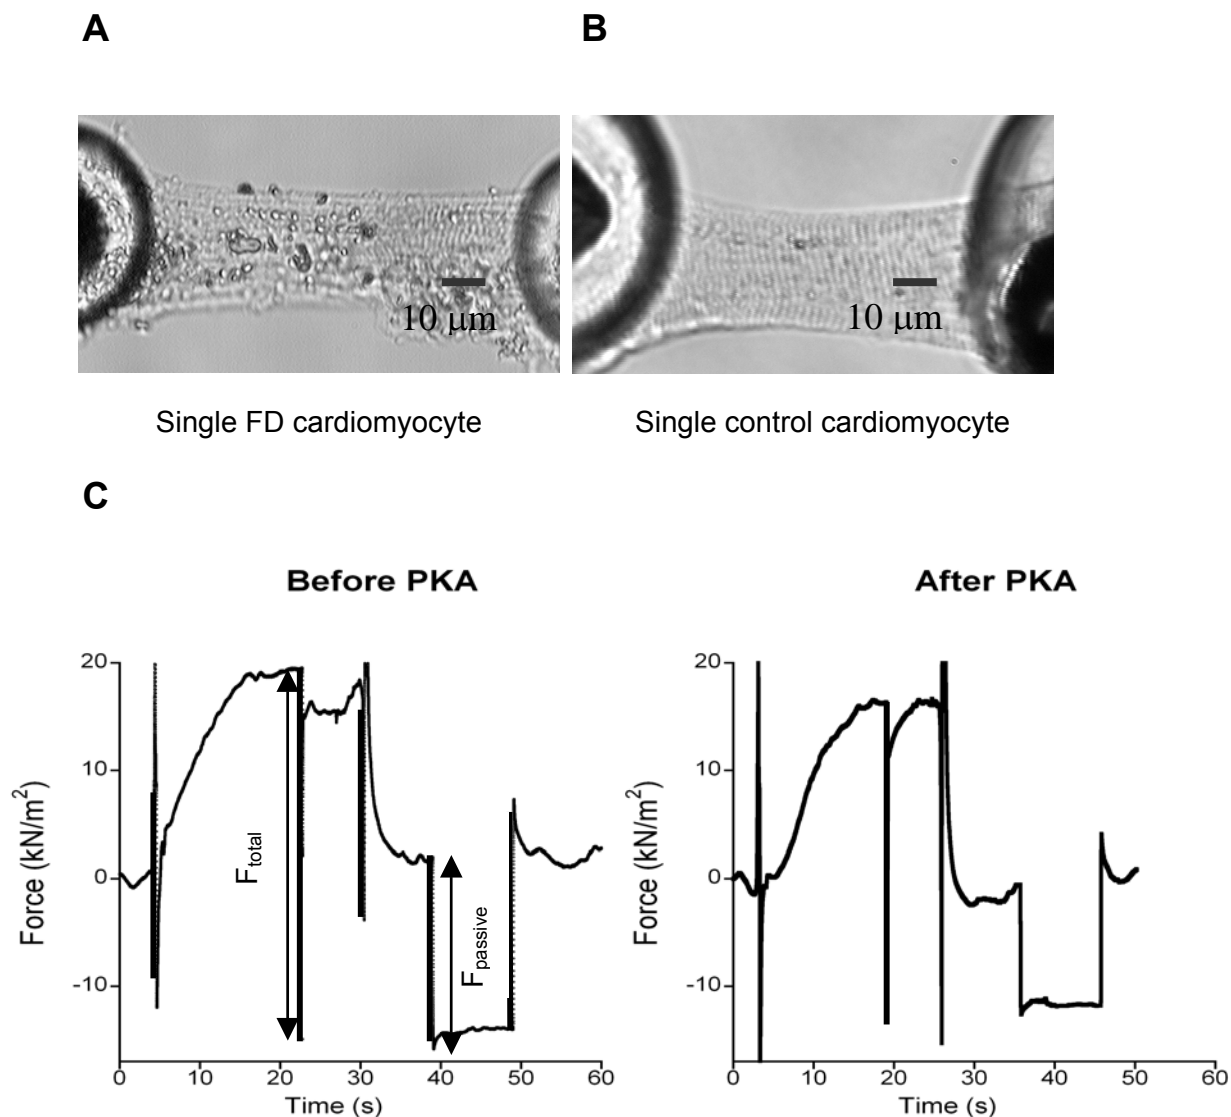 A
B
10 μm
10 μm
Single FD cardiomyocyte
Single control cardiomyocyte
C
Before PKA
After PKA
20
10
0
-10
Force (kN/m²)
F_total
F_passive
0 10 20 30 40 50 60
Time (s)
20
10
0
-10
Force (kN/m²)
0 10 20 30 40 50 60
Time (s)